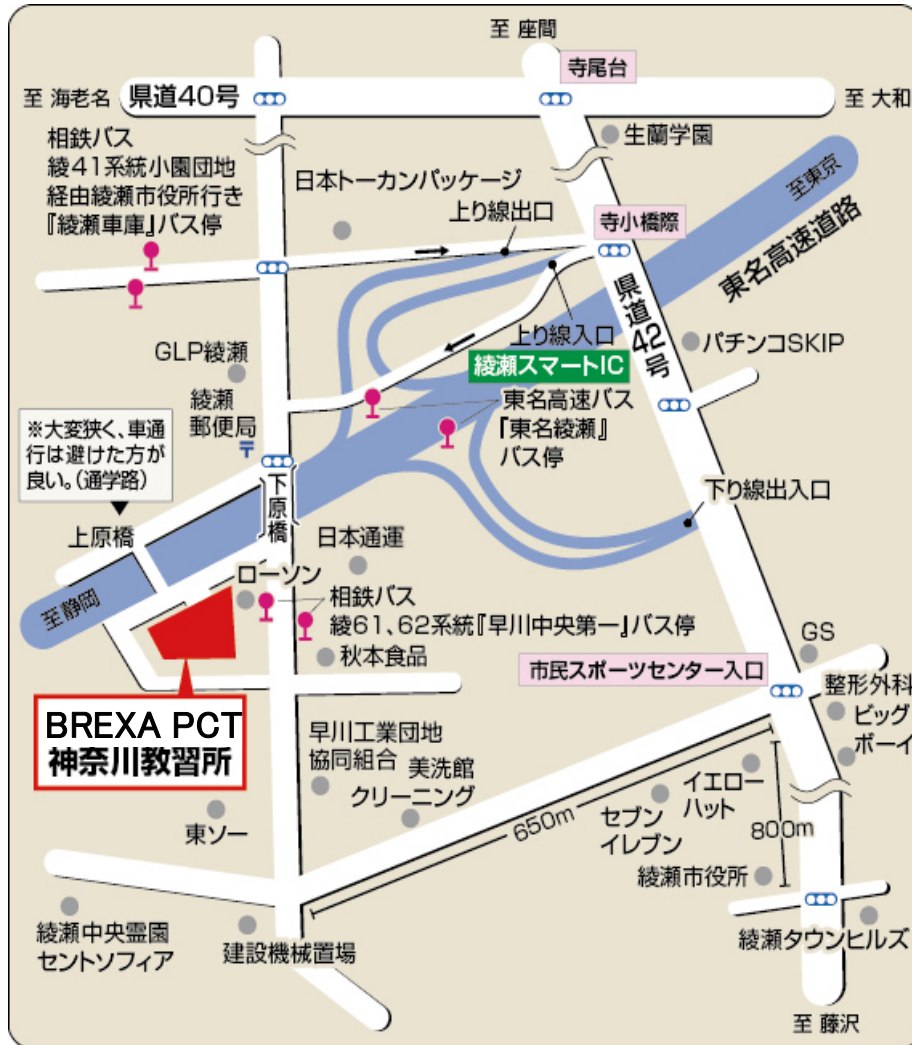 至 座間
寺尾台
至 海老名
県道40号
至 大和
生蘭学園
相鉄バス
綾41系統小園団地
経由綾瀬市役所行き
『綾瀬車庫』バス停
日本トーカンパッケージ
上り線出口
至東京
寺小橋際
東名高速道路
県道42号
上り線入口
パチンコSKIP
GLP綾瀬
綾瀬スマートIC
綾瀬
郵便局
〒
東名高速バス
『東名綾瀬』
バス停
※大変狭く、車通
行は避けた方が
良い。(通学路)
下原橋
下り線出入口
上原橋
日本通運
ローソン
至静岡
相鉄バス
綾61、62系統『早川中央第一』バス停
GS
秋本食品
市民スポーツセンター入口
整形外科
BREXA PCT
神奈川教習所
ビッグ
ボーイ
早川工業団地
協同組合
美洗館
クリーニング
イエロー
ハット
セブン
イレブン
650m
800m
東ソー
綾瀬市役所
綾瀬中央霊園
セントソフィア
建設機械置場
綾瀬タウンヒルズ
至 藤沢